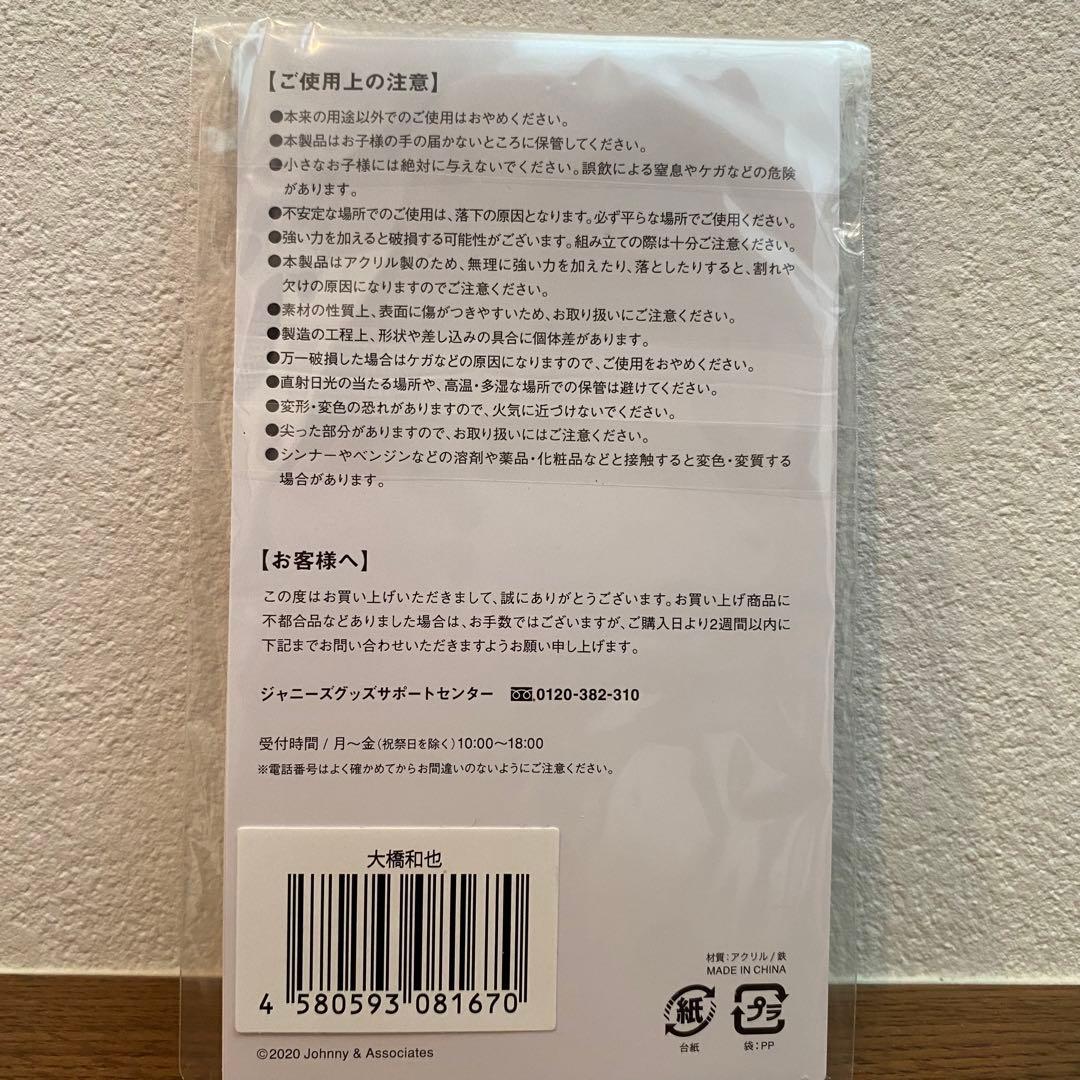 【ご使用上の注意】
●本来の用途以外でのご使用はおやめください。
●本製品はお子様の手の届かないところに保管してください。
●小さなお子様には絶対に与えないでください。誤飲による窒息やケガなどの危険
があります。
●不安定な場所でのご使用は、落下の原因となります。必ず平らな場所でご使用ください。
●強い力を加えると破損する可能性がございます。組み立ての際は十分ご注意ください。
●本製品はアクリル製のため、無理に強い力を加えたり、落としたりすると、割れや
欠けの原因になりますのでご注意ください。
●素材の性質上、表面に傷がつきやすいため、お取り扱いにご注意ください。
●製造の工程上、形状や差し込みの具合に個体差があります。
●万一破損した場合はケガなどの原因になりますので、ご使用をおやめください。
●直射日光の当たる場所や、高温・多湿な場所での保管は避けてください。
●変形・変色の恐れがありますので、火気に近づけないでください。
●尖った部分がありますので、お取り扱いにはご注意ください。
●シンナーやベンジンなどの溶剤や薬品・化粧品などと接触すると変色・変質する
場合があります。
【お客様へ】
この度はお買い上げいただきまして、誠にありがとうございます。お買い上げ商品に
不都合品などありました場合は、お手数ではございますが、ご購入日より2週間以内に
下記までお問い合わせいただきますようお願い申し上げます。
ジャニーズグッズサポートセンター 0120-382-310
受付時間 / 月〜金(祝祭日を除く)10:00〜18:00
※電話番号はよく確かめてからお間違いのないようにご注意ください。
大橋和也
4 580593 081670
材質:アクリル / 鉄
MADE IN CHINA
紙 プラ
台紙 袋:PP
©2020 Johnny & Associates